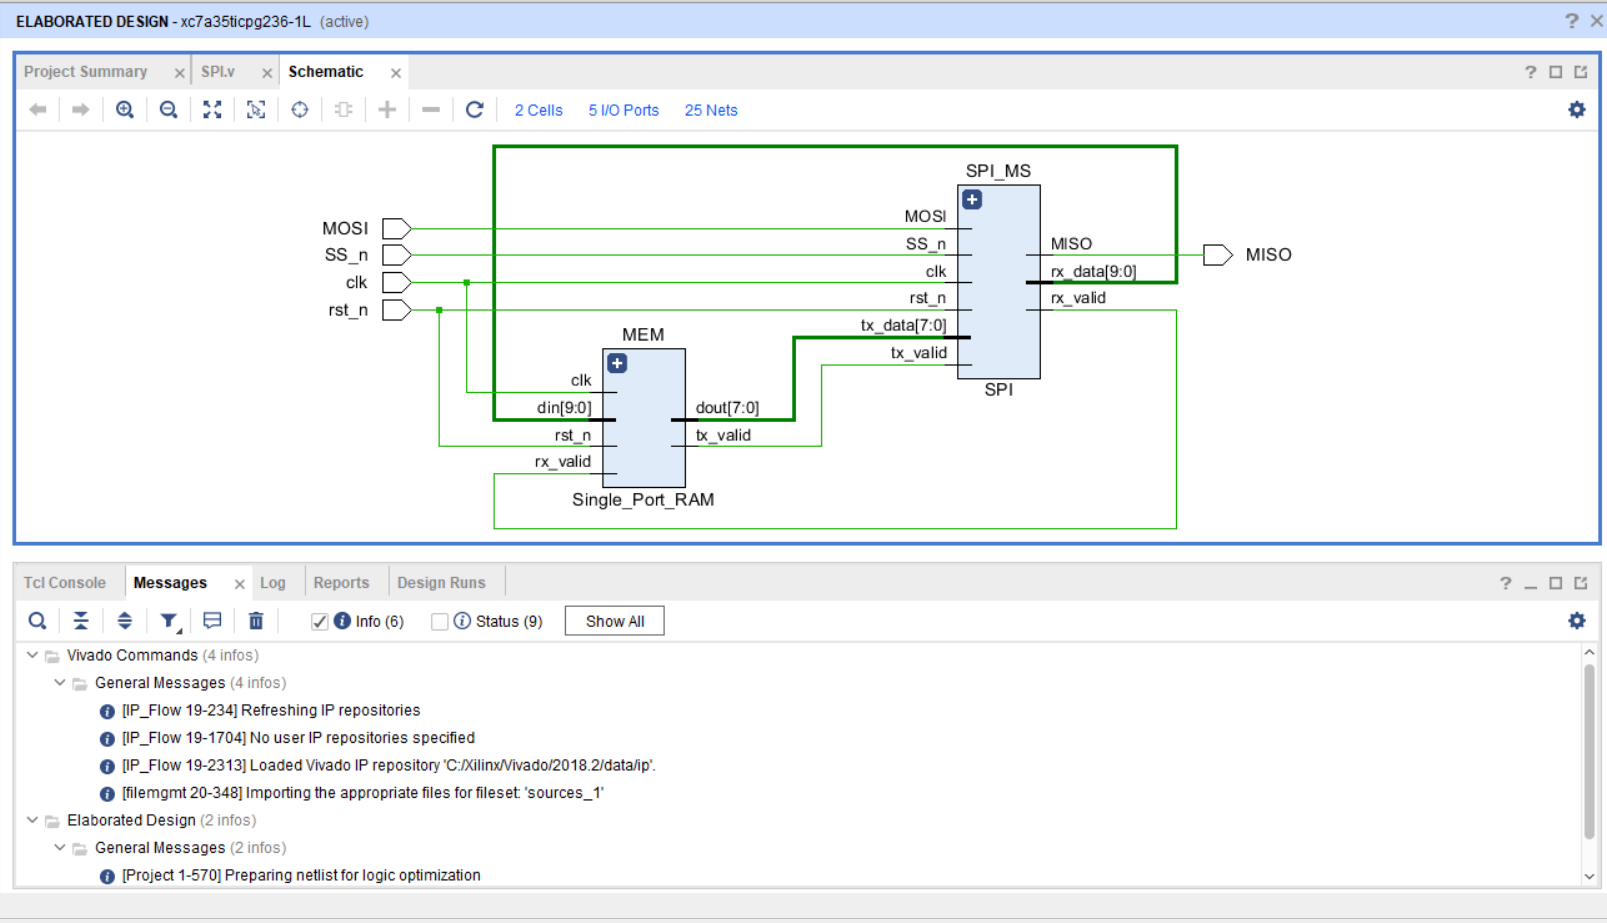 ELABORATED DESIGN - xc7a35ticpg236-1L (active)
Project Summary SPI.v Schematic
2 Cells 5 I/O Ports 25 Nets
SPI_MS
MOSI MOSI
SS_n SS_n MISO MISO
clk clk rx_data[9:0]
rst_n rst_n rx_valid
MEM tx_data[7:0]
tx_valid
clk SPI
din[9:0] dout[7:0]
rst_n tx_valid
rx_valid
Single_Port_RAM
Tcl Console Messages Log Reports Design Runs
Info (6) Status (9) Show All
Vivado Commands (4 infos)
General Messages (4 infos)
[IP_Flow 19-234] Refreshing IP repositories
[IP_Flow 19-1704] No user IP repositories specified
[IP_Flow 19-2313] Loaded Vivado IP repository 'C:/Xilinx/Vivado/2018.2/data/ip'.
[filemgmt 20-348] Importing the appropriate files for fileset: 'sources_1'
Elaborated Design (2 infos)
General Messages (2 infos)
[Project 1-570] Preparing netlist for logic optimization